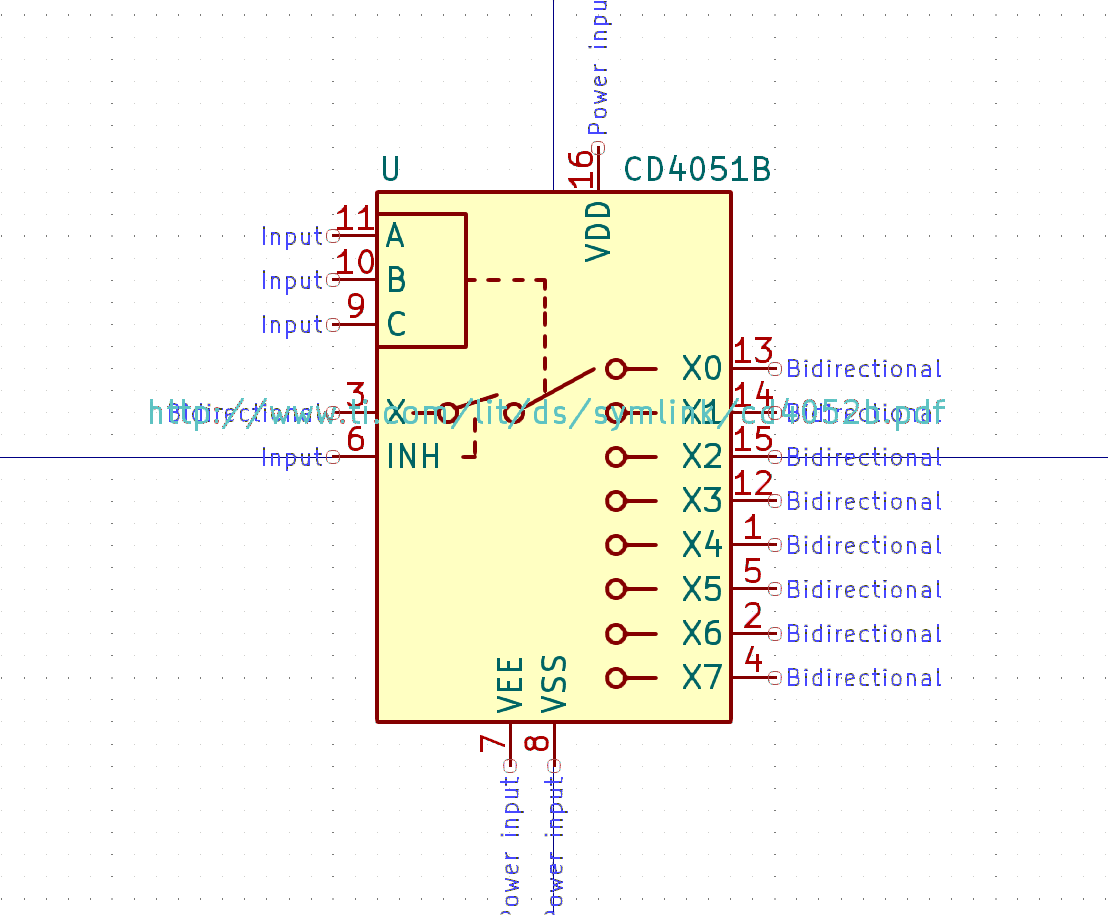 Power input
16
U
CD4051B
VDD
Input
11
A
Input
10
B
Input
9
C
X0
13
Bidirectional
Bidirectional
3
X
http://www.ti.com/lit/ds/symlink/cd4052b.pdf
X1
14
Bidirectional
Input
6
INH
X2
15
Bidirectional
X3
12
Bidirectional
X4
1
Bidirectional
X5
5
Bidirectional
X6
2
Bidirectional
X7
4
Bidirectional
VEE
VSS
7
8
Power input
Power input